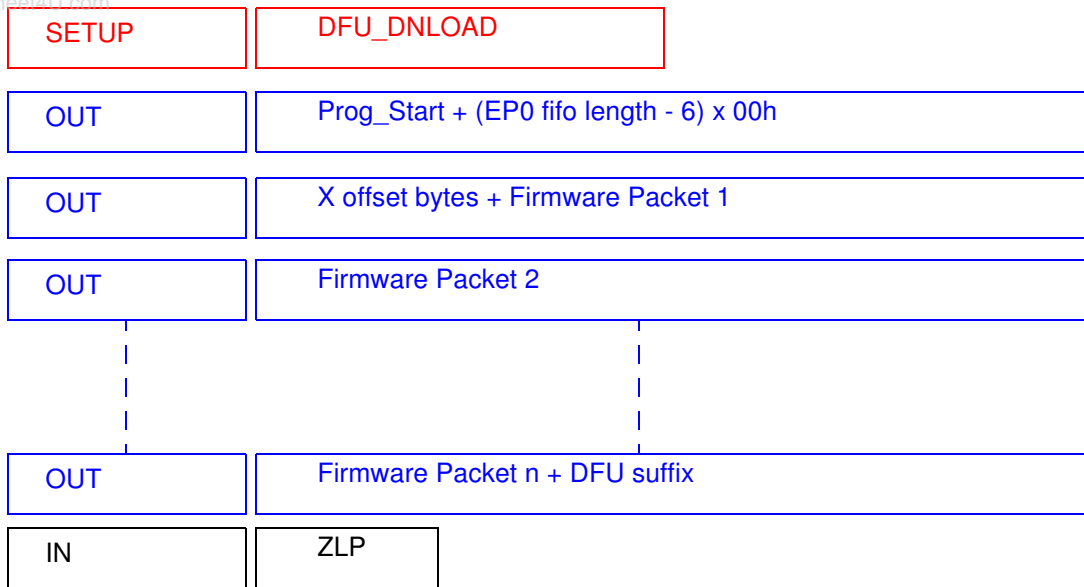 SETUP DFU_DNLOAD
OUT Prog_Start + (EP0 fifo length - 6) x 00h
OUT X offset bytes + Firmware Packet 1
OUT Firmware Packet 2
OUT Firmware Packet n + DFU suffix
IN ZLP